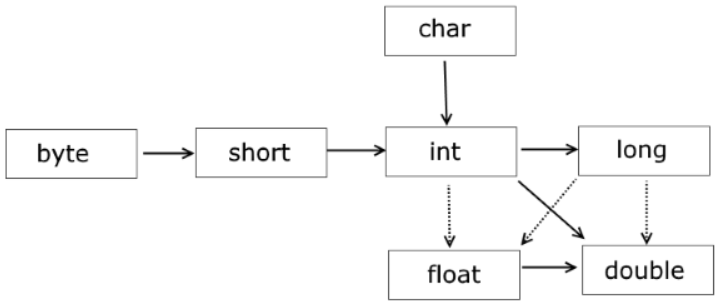 char
byte
short
int
long
float
double